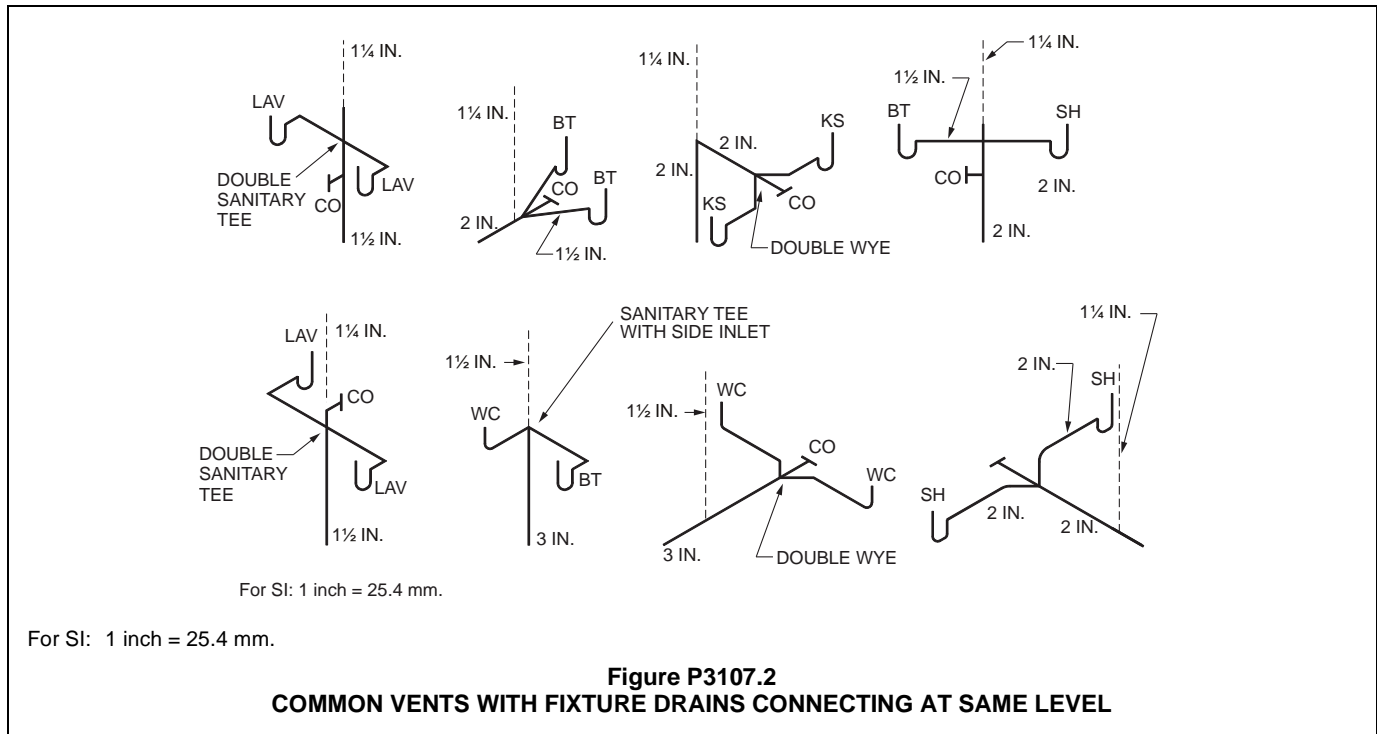 1¼ IN.
LAV
DOUBLE
SANITARY
TEE
CO
LAV
1½ IN.
1¼ IN.
BT
CO
BT
2 IN.
1½ IN.
1¼ IN.
2 IN.
KS
2 IN.
KS
CO
DOUBLE WYE
1¼ IN.
1½ IN.
BT
SH
CO
2 IN.
2 IN.
LAV
1¼ IN.
CO
DOUBLE
SANITARY
TEE
LAV
1½ IN.
SANITARY TEE
WITH SIDE INLET
1½ IN.
WC
BT
3 IN.
WC
1½ IN.
CO
WC
3 IN.
DOUBLE WYE
1¼ IN.
2 IN.
SH
SH
2 IN.
2 IN.
For SI: 1 inch = 25.4 mm.
For SI: 1 inch = 25.4 mm.
Figure P3107.2
COMMON VENTS WITH FIXTURE DRAINS CONNECTING AT SAME LEVEL